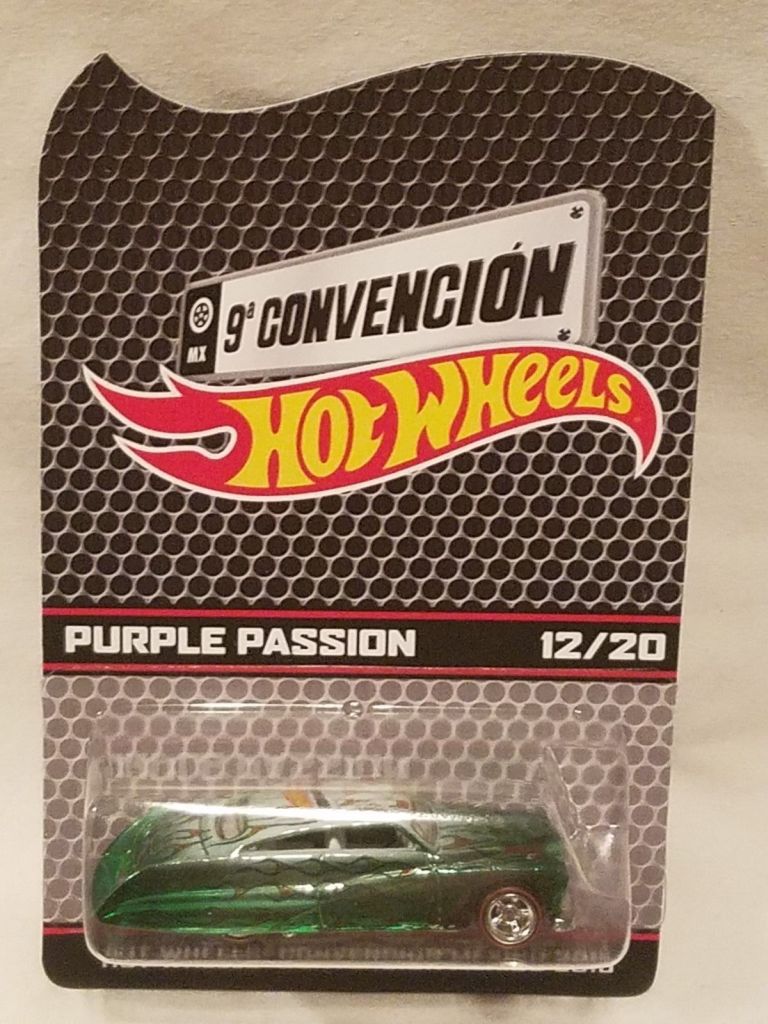 9ª CONVENCIÓN
MX
HOT WHEELS
PURPLE PASSION 12/20